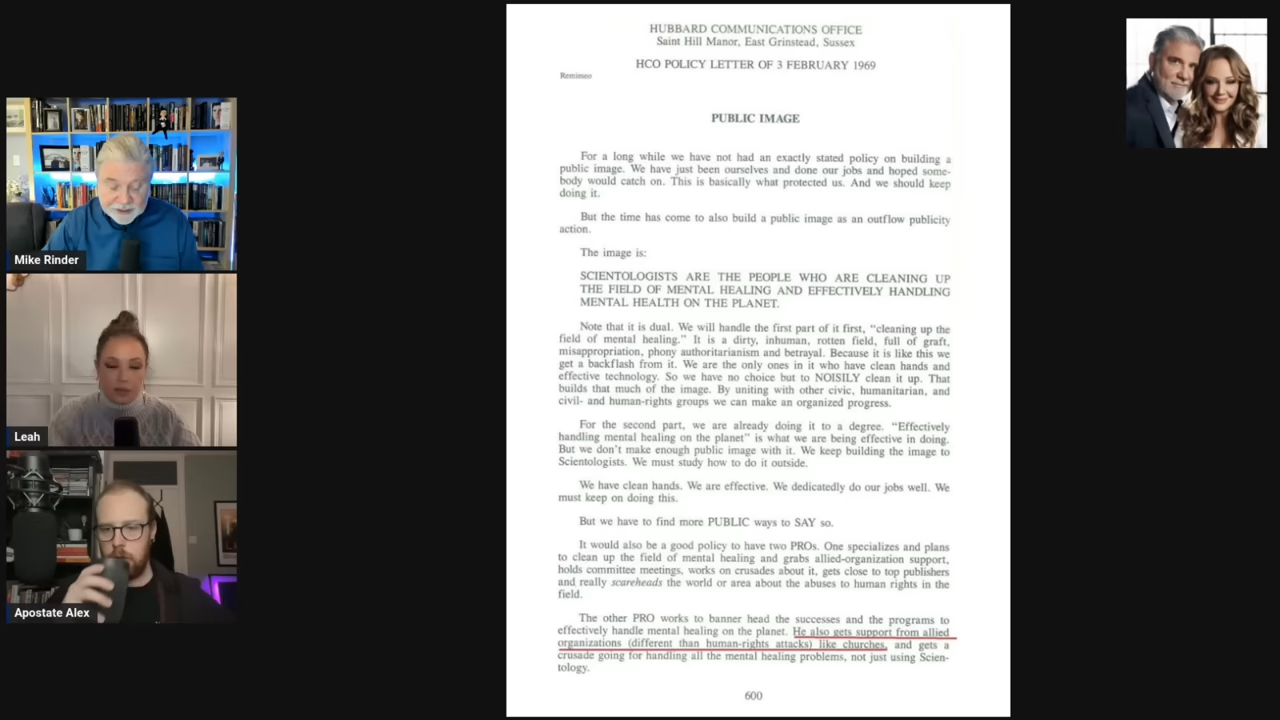 HUBBARD COMMUNICATIONS OFFICE
Saint Hill Manor, East Grinstead, Sussex
HCO POLICY LETTER OF 3 FEBRUARY 1969
Remimeo
PUBLIC IMAGE
For a long while we have not had an exactly stated policy on building a
public image. We have just been ourselves and done our jobs and hoped some-
body would catch on. This is basically what protected us. And we should keep
doing it.
But the time has come to also build a public image as an outflow publicity
action.
The image is:
SCIENTOLOGISTS ARE THE PEOPLE WHO ARE CLEANING UP
THE FIELD OF MENTAL HEALING AND EFFECTIVELY HANDLING
MENTAL HEALTH ON THE PLANET.
Note that it is dual. We will handle the first part of it first, “cleaning up the
field of mental healing.” It is a dirty, inhuman, rotten field, full of graft,
misappropriation, phony authoritarianism and betrayal. Because it is like this we
get a backflash from it. We are the only ones in it who have clean hands and
effective technology. So we have no choice but to NOISILY clean it up. That
builds that much of the image. By uniting with other civic, humanitarian, and
civil- and human-rights groups we can make an organized progress.
For the second part, we are already doing it to a degree. “Effectively
handling mental healing on the planet” is what we are being effective in doing.
But we don’t make enough public image with it. We keep building the image to
Scientologists. We must study how to do it outside.
We have clean hands. We are effective. We dedicatedly do our jobs well. We
must keep on doing this.
But we have to find more PUBLIC ways to SAY so.
It would also be a good policy to have two PROs. One specializes and plans
to clean up the field of mental healing and grabs allied-organization support,
holds committee meetings, works on crusades about it, gets close to top publishers
and really scareheads the world or area about the abuses to human rights in the
field.
The other PRO works to banner head the successes and the programs to
effectively handle mental healing on the planet. He also gets support from allied
organizations (different than human-rights attacks) like churches, and gets a
crusade going for handling all the mental healing problems, not just using Scien-
tology.
600
Mike Rinder
Leah
Apostate Alex